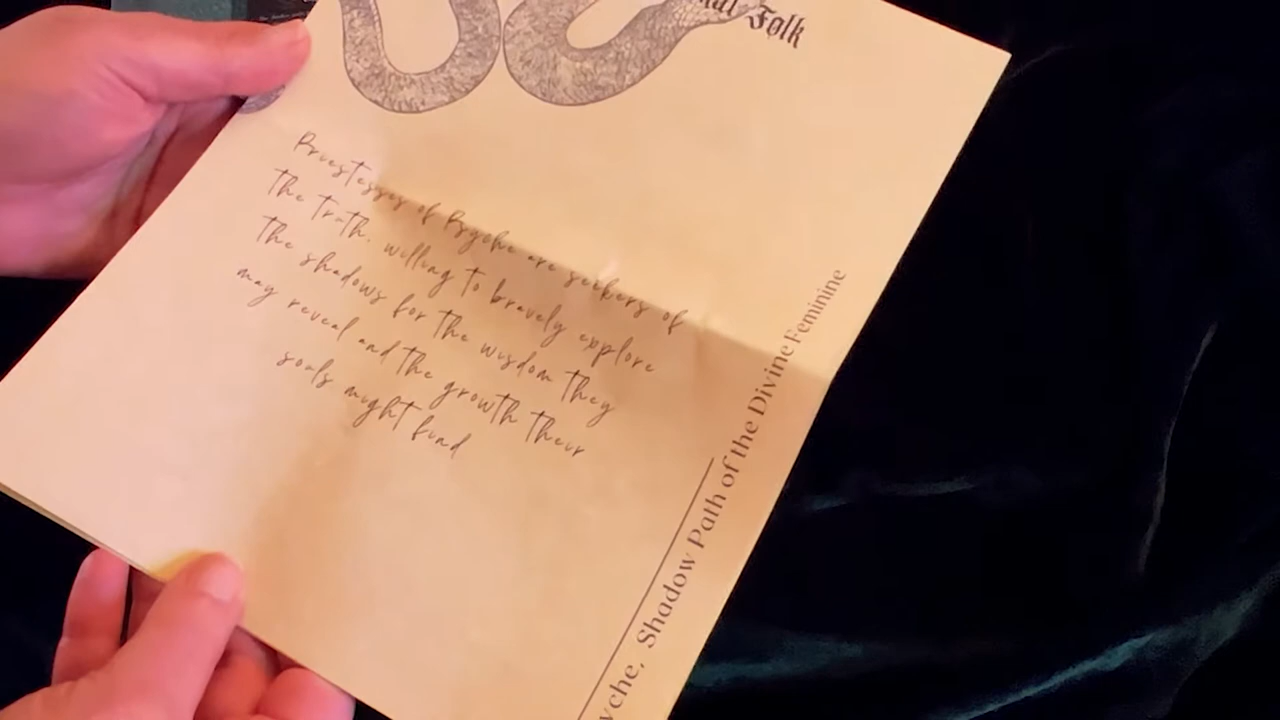 Folk
Priestesses of Psyche are seekers of
the truth, willing to bravely explore
the shadows for the wisdom they
may reveal and the growth their
souls might find
Shadow Path of the Divine Feminine